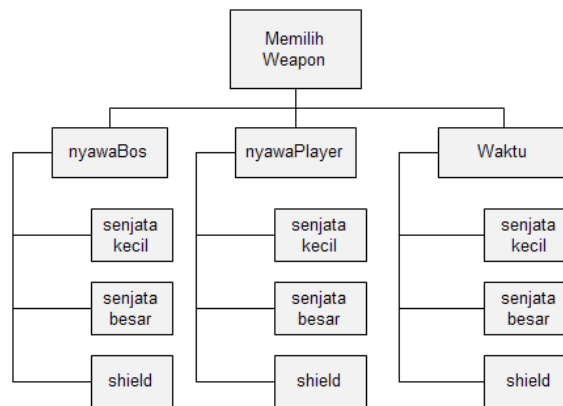 Memilih
Weapon
nyawaBos
nyawaPlayer
Waktu
senjata
kecil
senjata
kecil
senjata
kecil
senjata
besar
senjata
besar
senjata
besar
shield
shield
shield